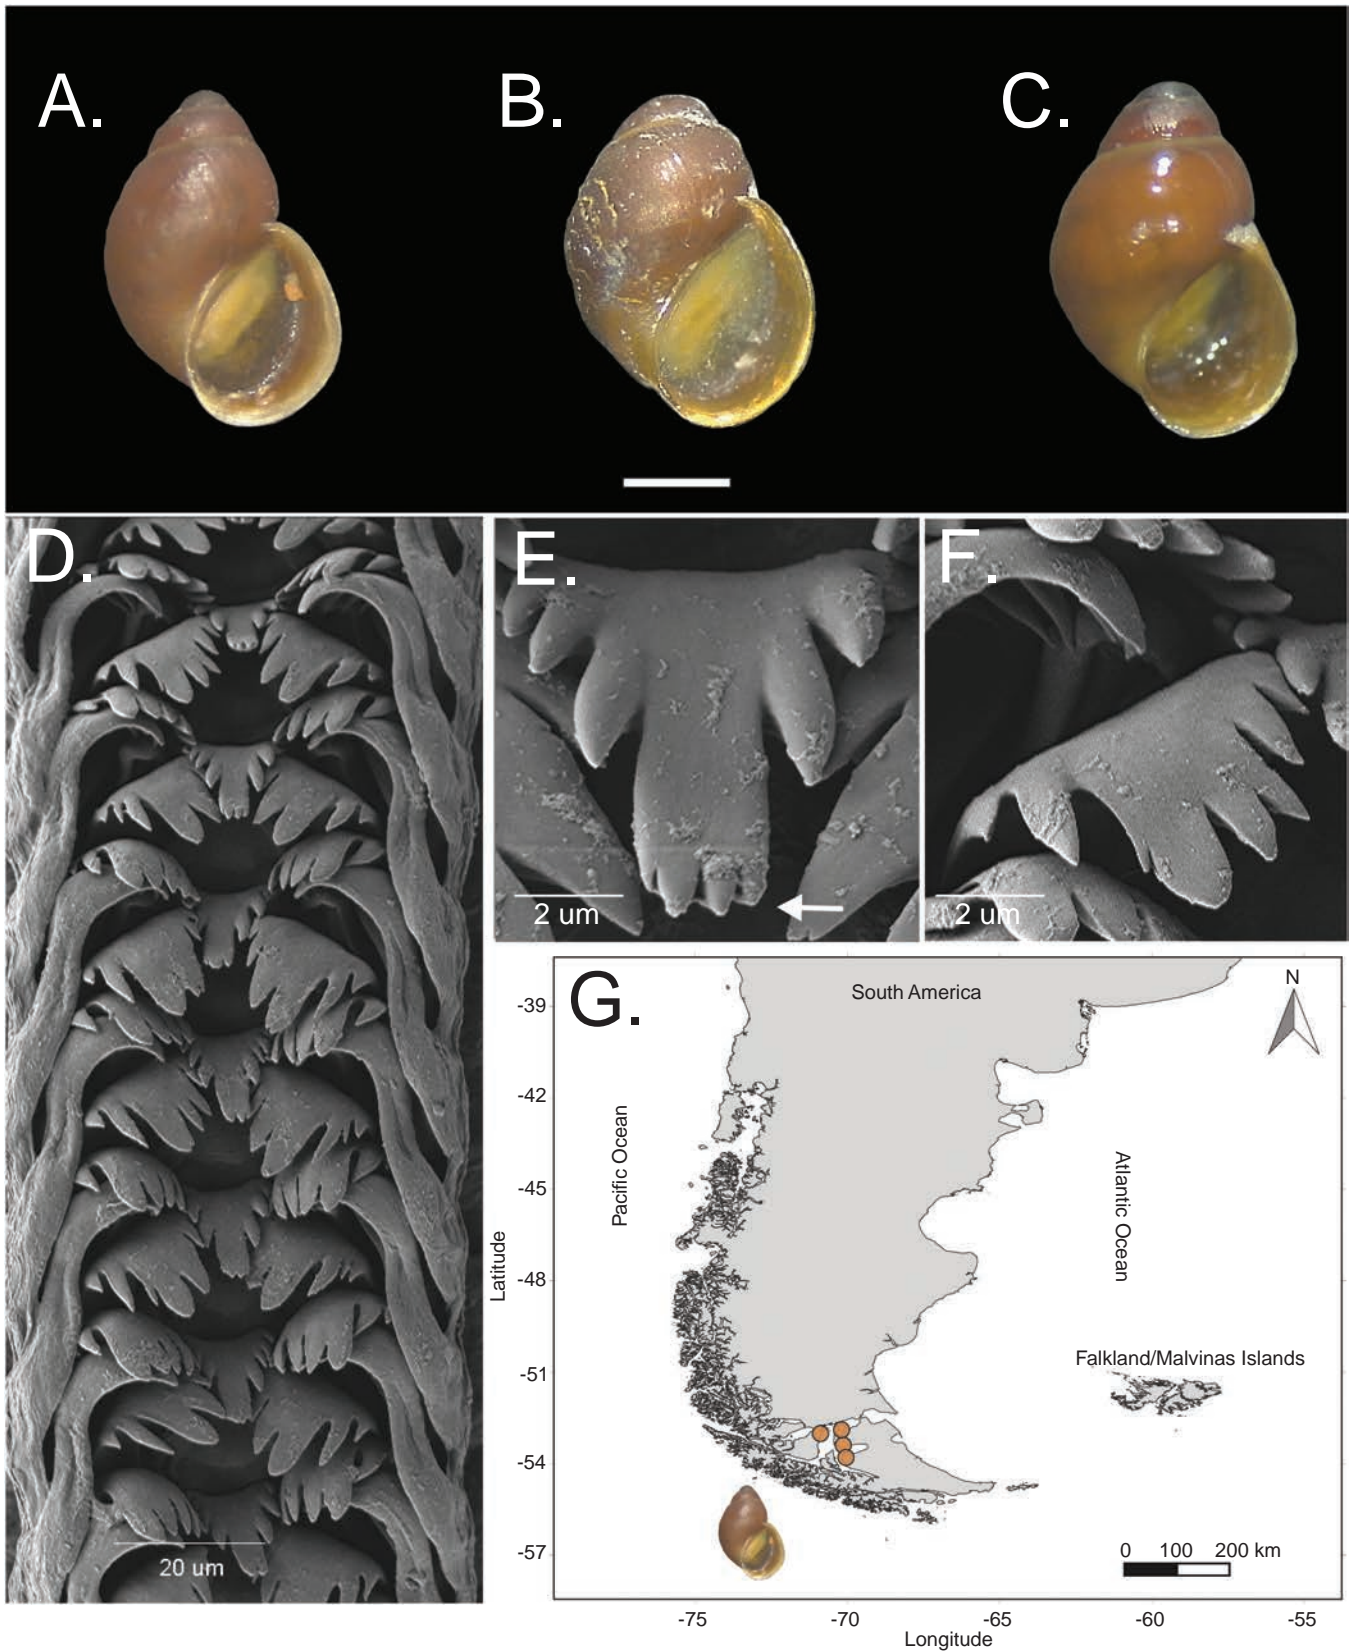 A.
B.
C.
D.
E.
F.
2 um
2 um
20 um
G.
South America
N
Pacific Ocean
Atlantic Ocean
Falkland/Malvinas Islands
Latitude
-39
-42
-45
-48
-51
-54
-57
0 100 200 km
-75 -70 -65 -60 -55
Longitude